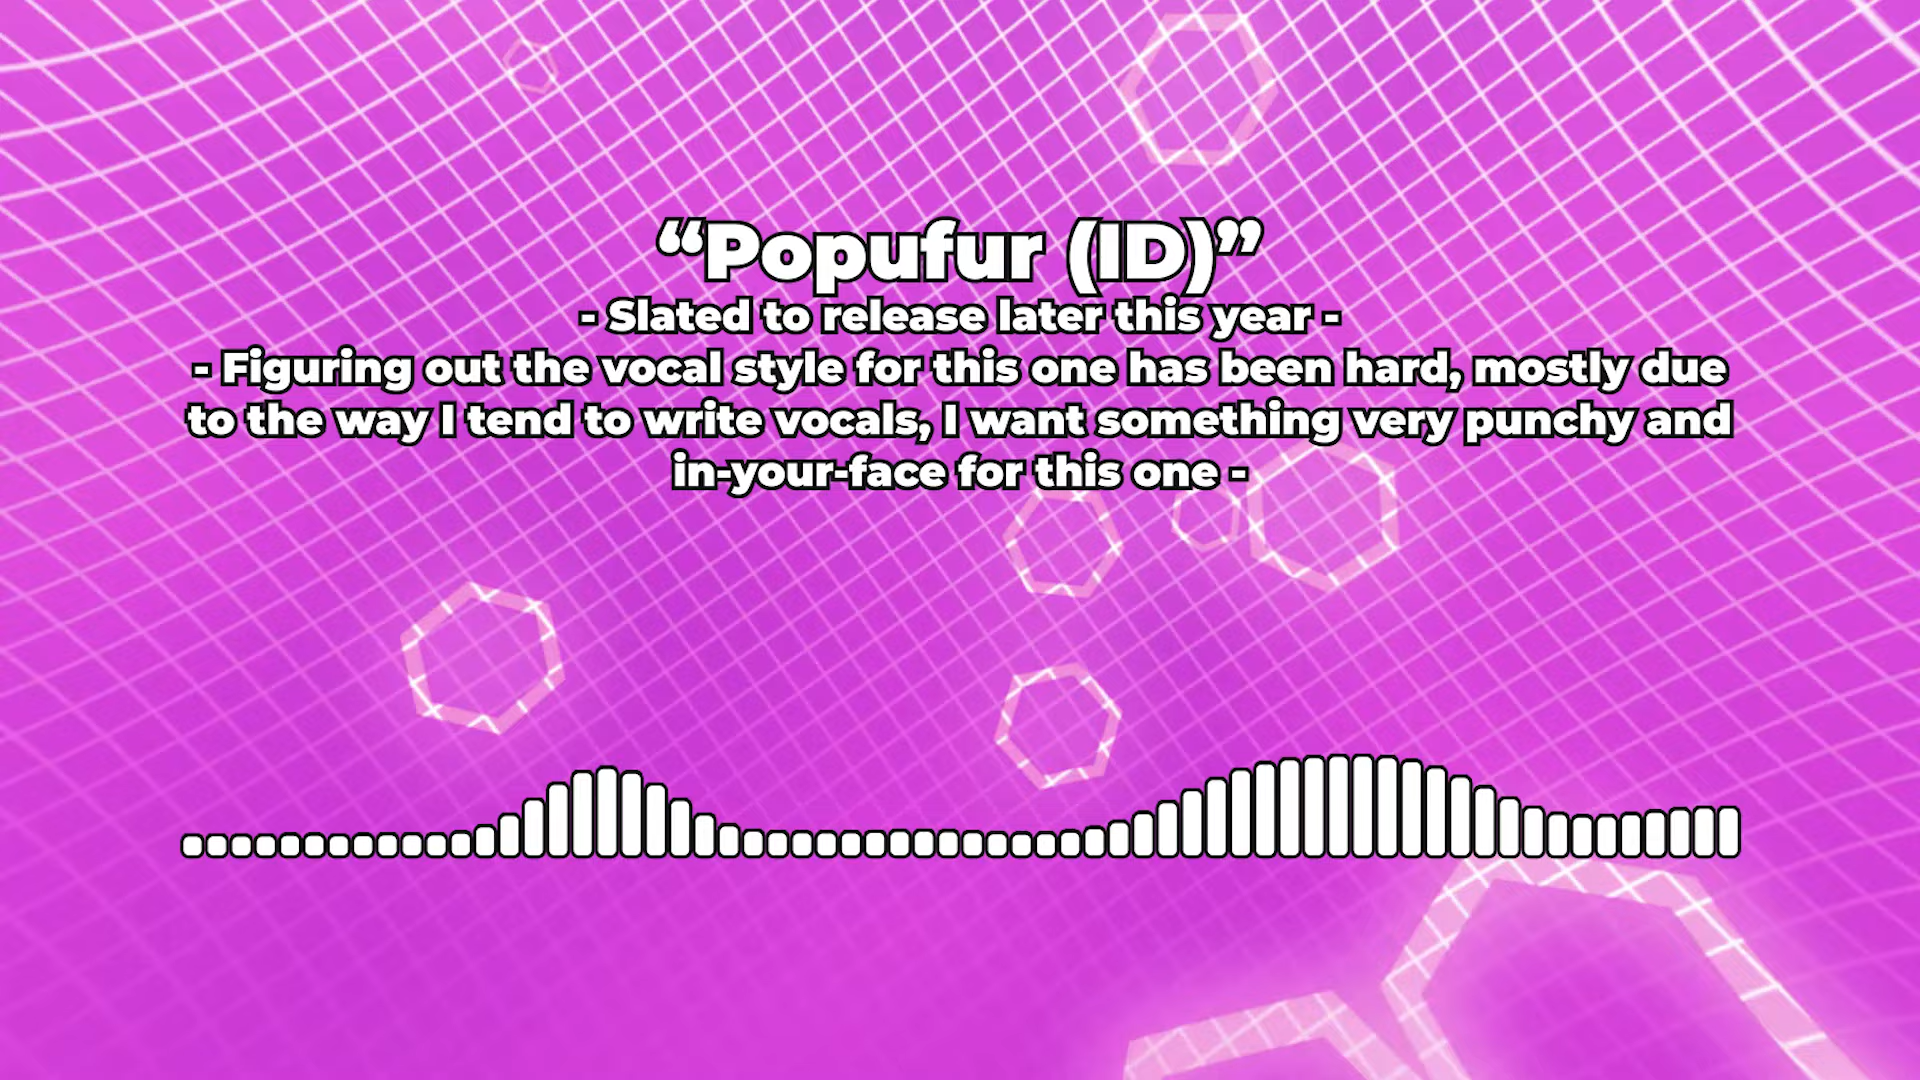 “Popufur (ID)”
- Slated to release later this year -
- Figuring out the vocal style for this one has been hard, mostly due
to the way I tend to write vocals, I want something very punchy and
in-your-face for this one -